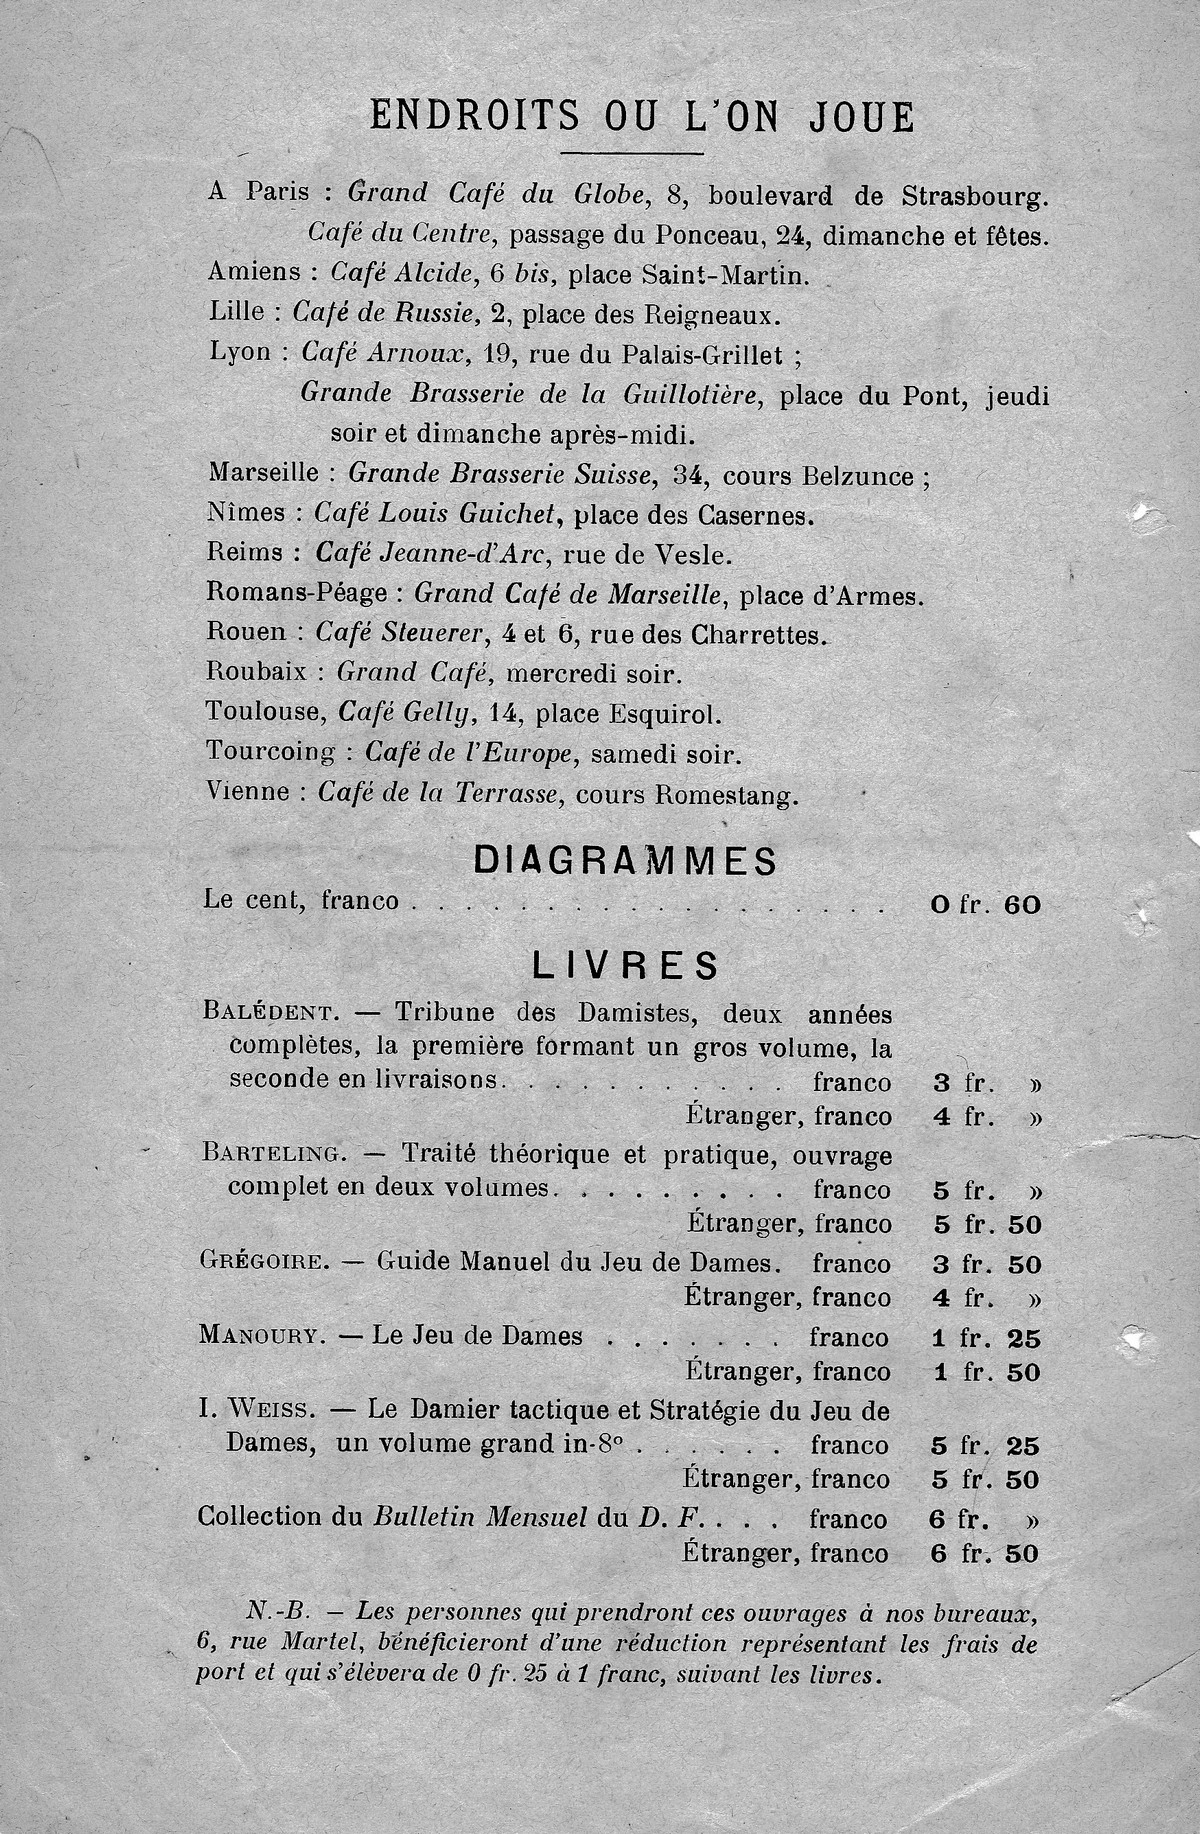 ENDROITS OU L'ON JOUE
A Paris : Grand Café du Globe, 8, boulevard de Strasbourg.
Café du Centre, passage du Ponceau, 24, dimanche et fêtes.
Amiens : Café Alcide, 6 bis, place Saint-Martin.
Lille : Café de Russie, 2, place des Reigneaux.
Lyon : Café Arnoux, 19, rue du Palais-Grillet ;
Grande Brasserie de la Guillotière, place du Pont, jeudi
soir et dimanche après-midi.
Marseille : Grande Brasserie Suisse, 34, cours Belzunce ;
Nîmes : Café Louis Guichet, place des Casernes.
Reims : Café Jeanne-d'Arc, rue de Vesle.
Romans-Péage : Grand Café de Marseille, place d'Armes.
Rouen : Café Steuerer, 4 et 6, rue des Charrettes.
Roubaix : Grand Café, mercredi soir.
Toulouse, Café Gelly, 14, place Esquirol.
Tourcoing : Café de l'Europe, samedi soir.
Vienne : Café de la Terrasse, cours Romestang.
DIAGRAMMES
Le cent, franco . . . . . . . . . . . . . . . . . . 0 fr. 60
LIVRES
BALÉDENT. — Tribune des Damistes, deux années
complètes, la première formant un gros volume, la
seconde en livraisons. . . . . . . . . . . franco 3 fr. »
Étranger, franco 4 fr. »
BARTELING. — Traité théorique et pratique, ouvrage
complet en deux volumes. . . . . . . . . franco 5 fr. »
Étranger, franco 5 fr. 50
GRÉGOIRE. — Guide Manuel du Jeu de Dames. franco 3 fr. 50
Étranger, franco 4 fr. »
MANOURY. — Le Jeu de Dames . . . . . . . franco 1 fr. 25
Étranger, franco 1 fr. 50
I. WEISS. — Le Damier tactique et Stratégie du Jeu de
Dames, un volume grand in-8° . . . . . . franco 5 fr. 25
Étranger, franco 5 fr. 50
Collection du Bulletin Mensuel du D. F. . . . franco 6 fr. »
Étranger, franco 6 fr. 50
N.-B. — Les personnes qui prendront ces ouvrages à nos bureaux,
6, rue Martel, bénéficieront d'une réduction représentant les frais de
port et qui s'élèvera de 0 fr. 25 à 1 franc, suivant les livres.